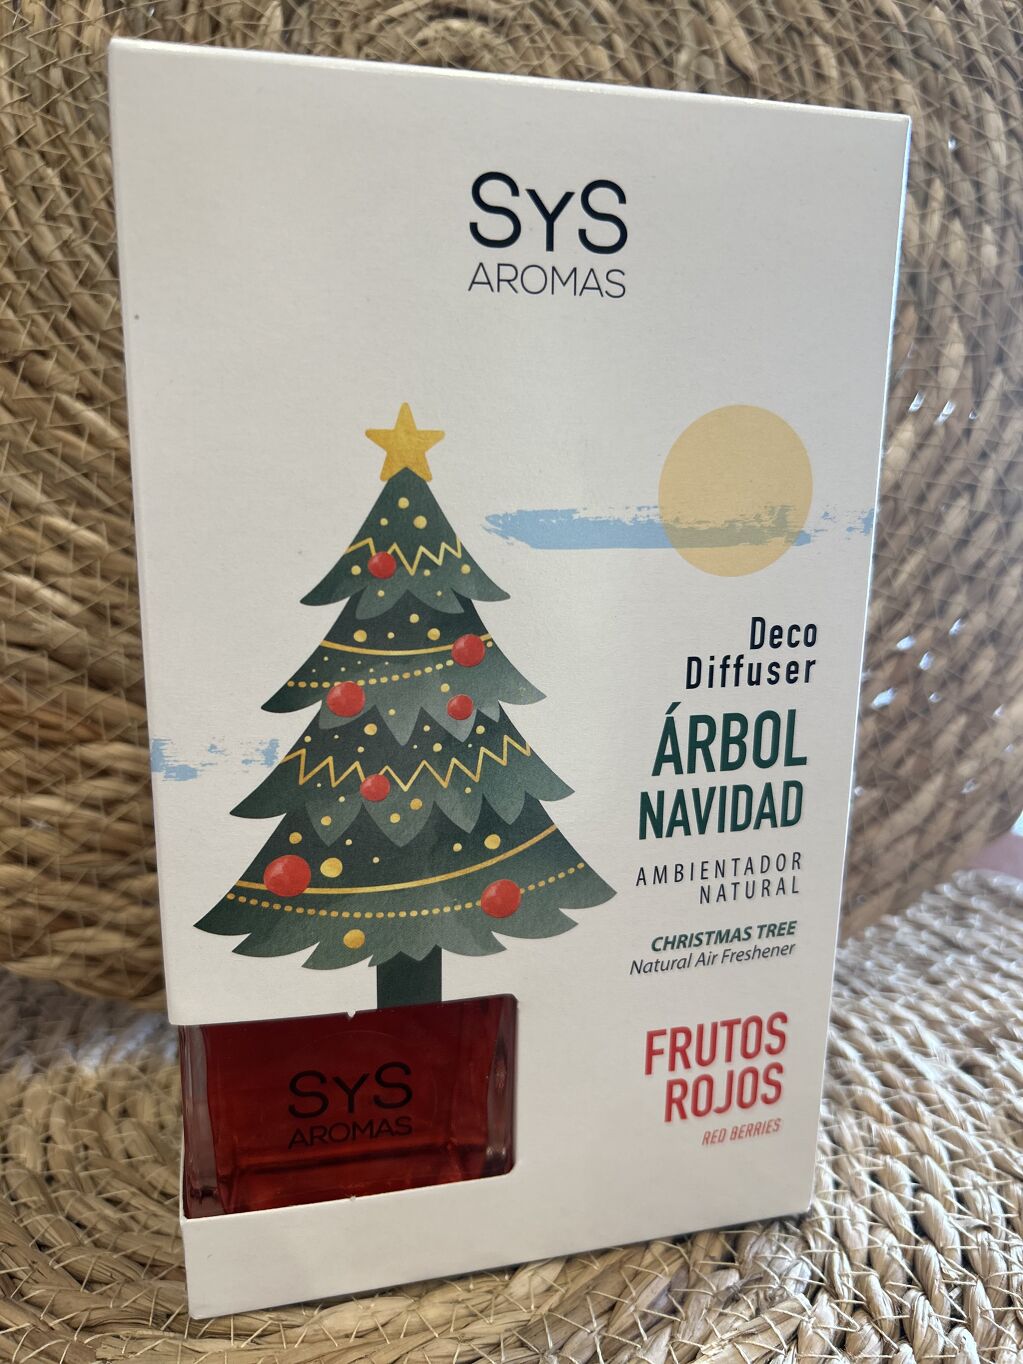 SYS
AROMAS
Deco
Diffuser
ÁRBOL
NAVIDAD
AMBIENTADOR
NATURAL
CHRISTMAS TREE
Natural Air Freshener
FRUTOS
ROJOS
RED BERRIES
SYS
AROMAS